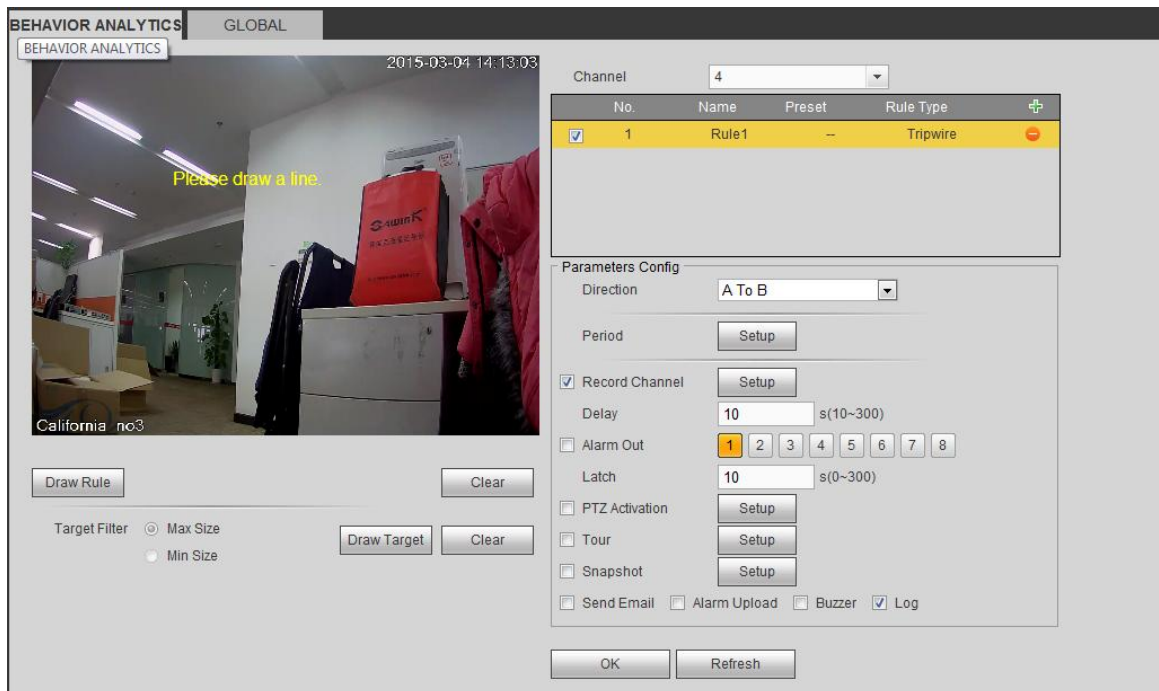 BEHAVIOR ANALYTICS GLOBAL
BEHAVIOR ANALYTICS
2015-03-04 14:13:03
Please draw a line.
SAWINK
California no3
Draw Rule Clear
Target Filter Max Size
Min Size
Draw Target Clear
Channel 4
No. Name Preset Rule Type
1 Rule1 -- Tripwire
Parameters Config
Direction A To B
Period Setup
Record Channel Setup
Delay 10 s(10~300)
Alarm Out 1 2 3 4 5 6 7 8
Latch 10 s(0~300)
PTZ Activation Setup
Tour Setup
Snapshot Setup
Send Email Alarm Upload Buzzer Log
OK Refresh